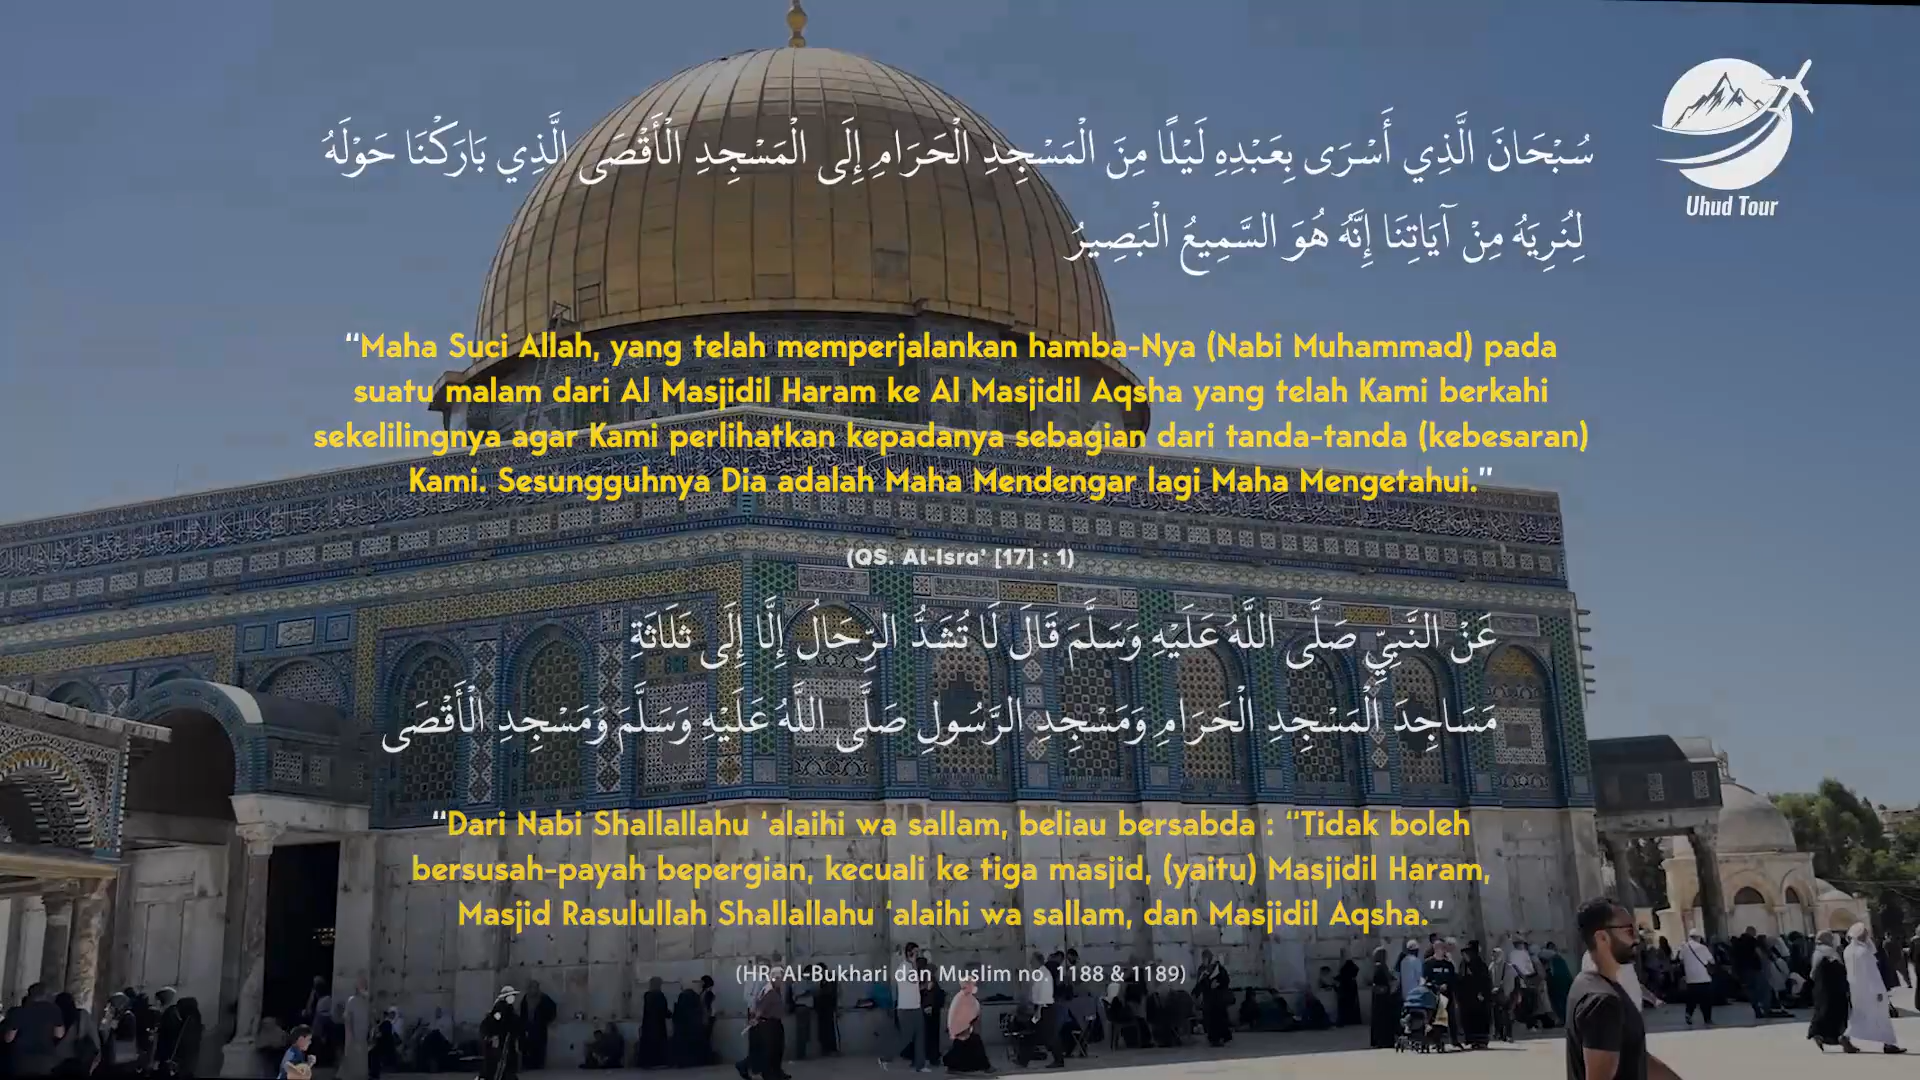 سُبْحَانَ الَّذِي أَسْرَى بِعَبْدِهِ لَيْلًا مِنَ الْمَسْجِدِ الْحَرَامِ إِلَى الْمَسْجِدِ الْأَقْصَى الَّذِي بَارَكْنَا حَوْلَهُ
لِنُرِيَهُ مِنْ آيَاتِنَا إِنَّهُ هُوَ السَّمِيعُ الْبَصِيرُ
Uhud Tour
“Maha Suci Allah, yang telah memperjalankan hamba-Nya (Nabi Muhammad) pada
suatu malam dari Al Masjidil Haram ke Al Masjidil Aqsha yang telah Kami berkahi
sekelilingnya agar Kami perlihatkan kepadanya sebagian dari tanda-tanda (kebesaran)
Kami. Sesungguhnya Dia adalah Maha Mendengar lagi Maha Mengetahui.”
(QS. Al-Isra’ [17] : 1)
عَنْ النَّبِيِّ صَلَّى اللَّهُ عَلَيْهِ وَسَلَّمَ قَالَ لَا تُشَدُّ الرِّحَالُ إِلَّا إِلَى ثَلَاثَةِ
مَسَاجِدَ الْمَسْجِدِ الْحَرَامِ وَمَسْجِدِ الرَّسُولِ صَلَّى اللَّهُ عَلَيْهِ وَسَلَّمَ وَمَسْجِدِ الْأَقْصَى
“Dari Nabi Shallallahu ‘alaihi wa sallam, beliau bersabda : “Tidak boleh
bersusah-payah bepergian, kecuali ke tiga masjid, (yaitu) Masjidil Haram,
Masjid Rasulullah Shallallahu ‘alaihi wa sallam, dan Masjidil Aqsha.”
(HR. Al-Bukhari dan Muslim no. 1188 & 1189)